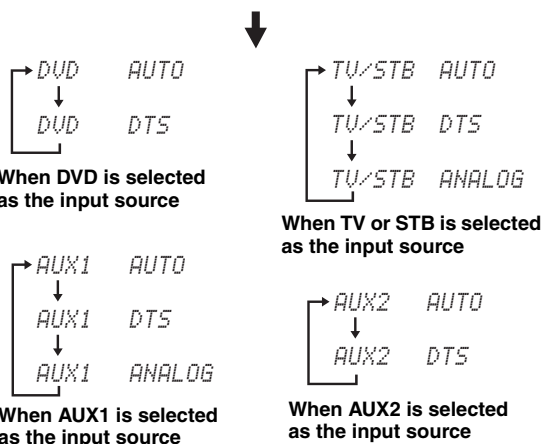 DVD AUTO
DVD DTS
When DVD is selected
as the input source
TV/STB AUTO
TV/STB DTS
TV/STB ANALOG
When TV or STB is selected
as the input source
AUX1 AUTO
AUX1 DTS
AUX1 ANALOG
When AUX1 is selected
as the input source
AUX2 AUTO
AUX2 DTS
When AUX2 is selected
as the input source